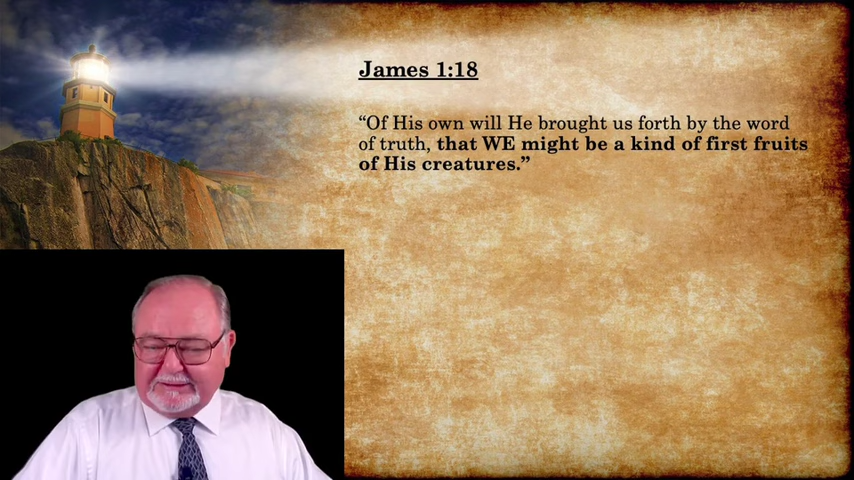 James 1:18
“Of His own will He brought us forth by the word
of truth, that WE might be a kind of first fruits
of His creatures.”